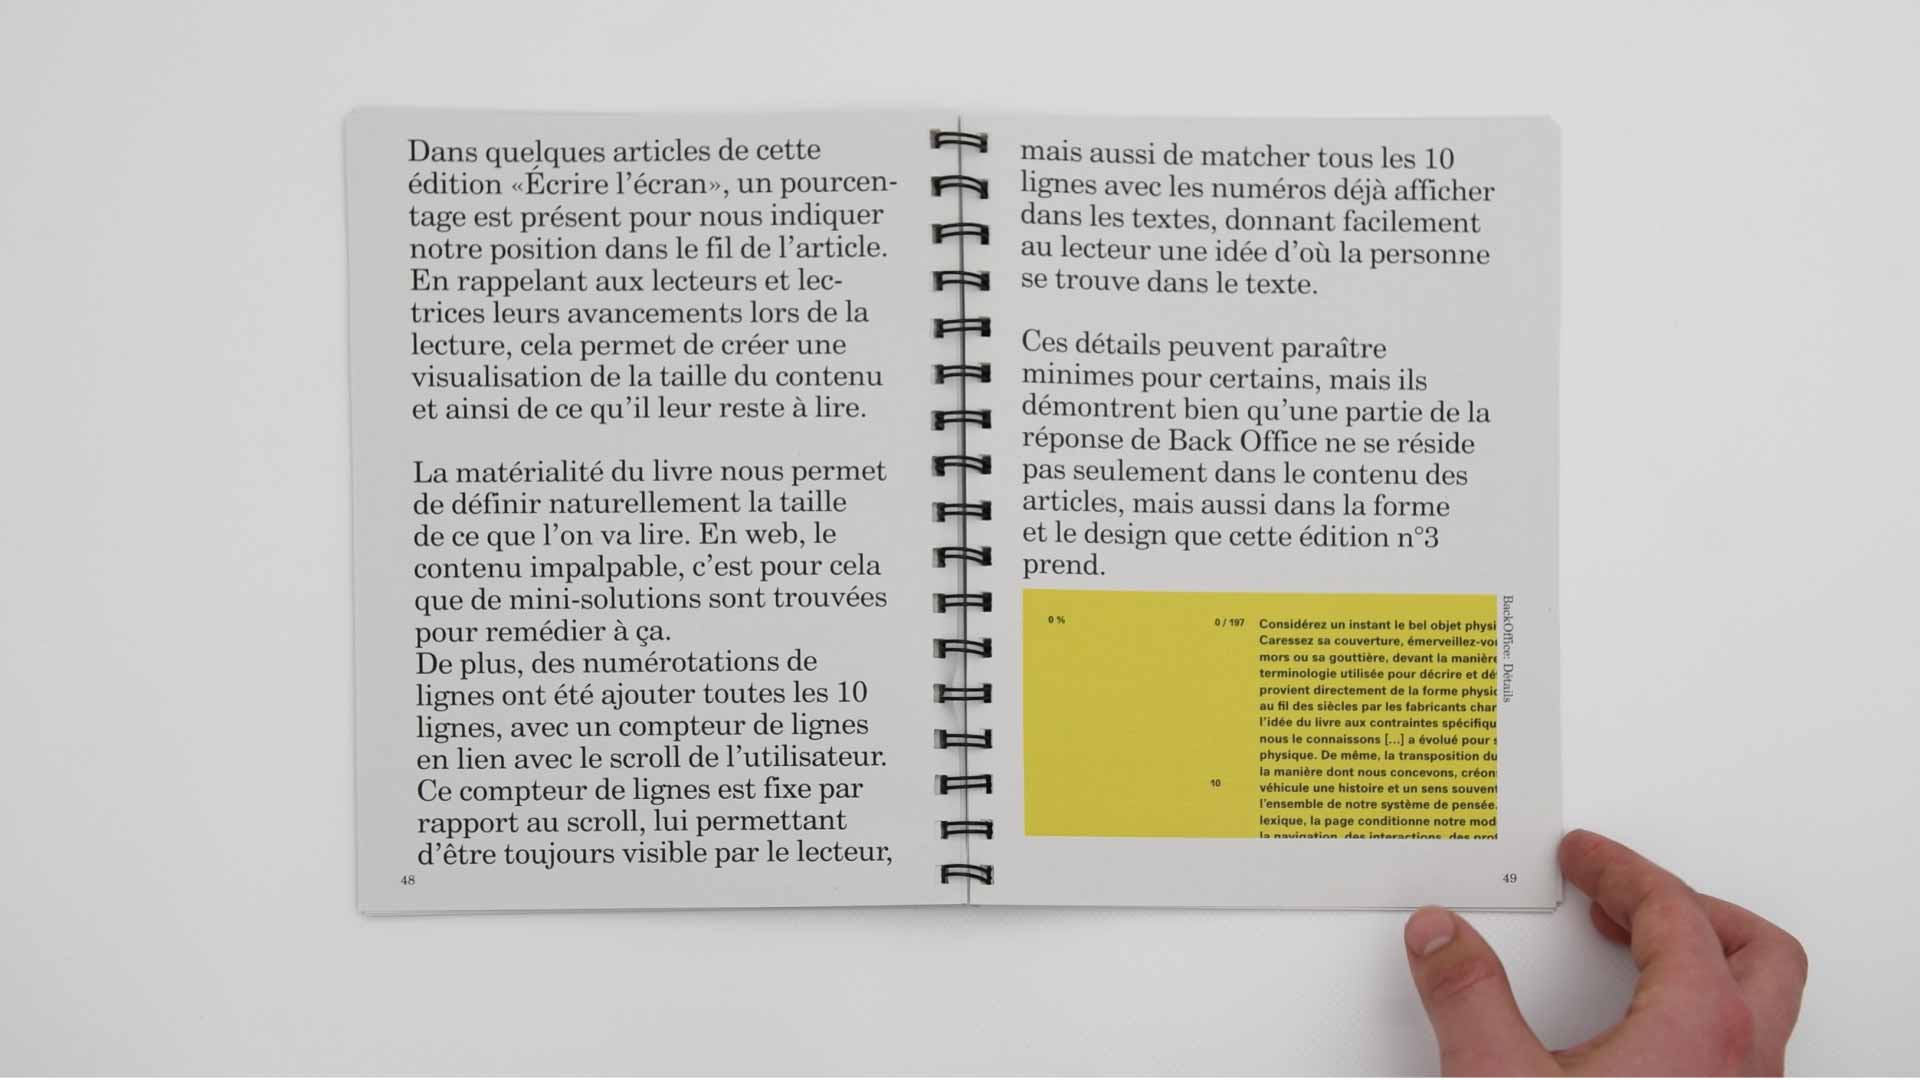 Dans quelques articles de cette
édition «Écrire l’écran», un pourcen-
tage est présent pour nous indiquer
notre position dans le fil de l’article.
En rappelant aux lecteurs et lec-
trices leurs avancements lors de la
lecture, cela permet de créer une
visualisation de la taille du contenu
et ainsi de ce qu’il leur reste à lire.
La matérialité du livre nous permet
de définir naturellement la taille
de ce que l’on va lire. En web, le
contenu impalpable, c’est pour cela
que de mini-solutions sont trouvées
pour remédier à ça.
De plus, des numérotations de
lignes ont été ajouter toutes les 10
lignes, avec un compteur de lignes
en lien avec le scroll de l’utilisateur.
Ce compteur de lignes est fixe par
rapport au scroll, lui permettant
d’être toujours visible par le lecteur,
48
mais aussi de matcher tous les 10
lignes avec les numéros déjà afficher
dans les textes, donnant facilement
au lecteur une idée d’où la personne
se trouve dans le texte.
Ces détails peuvent paraître
minimes pour certains, mais ils
démontrent bien qu’une partie de la
réponse de Back Office ne se réside
pas seulement dans le contenu des
articles, mais aussi dans la forme
et le design que cette édition n°3
prend.
0 %
0 / 197
Considérez un instant le bel objet physi
Caressez sa couverture, émerveillez-vou
mors ou sa gouttière, devant la manière
terminologie utilisée pour décrire et dé
provient directement de la forme physic
au fil des siècles par les fabricants char
l’idée du livre aux contraintes spécifiqu
nous le connaissons [...] a évolué pour s
physique. De même, la transposition du
la manière dont nous concevons, créon
10
véhicule une histoire et un sens souvent
l’ensemble de notre système de pensée.
lexique, la page conditionne notre mod
la navigation, des interactions, des prof
BackOffice: Détails
49